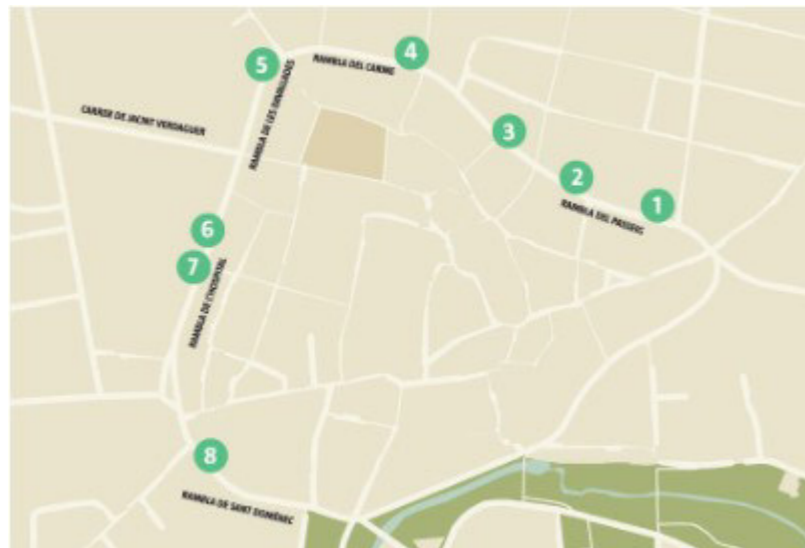 4
5
RAMBLA DEL CARME
RAMBLA DE LES DAVALLADES
CARRER DE JACINT VERDAGUER
3
2
1
RAMBLA DEL PASSEIG
6
7
RAMBLA DE L'HOSPITAL
8
RAMBLA DE SANT DOMÈNEC